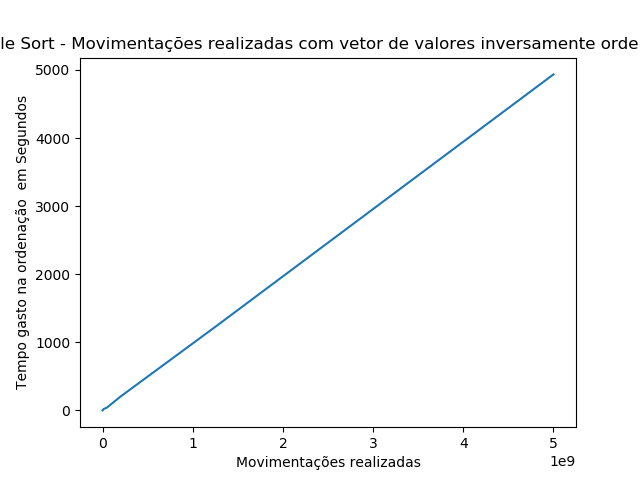 le Sort - Movimentações realizadas com vetor de valores inversamente orde
5000
4000
3000
2000
1000
0
Tempo gasto na ordenação  em Segundos
0 1 2 3 4 5
1e9
Movimentações realizadas